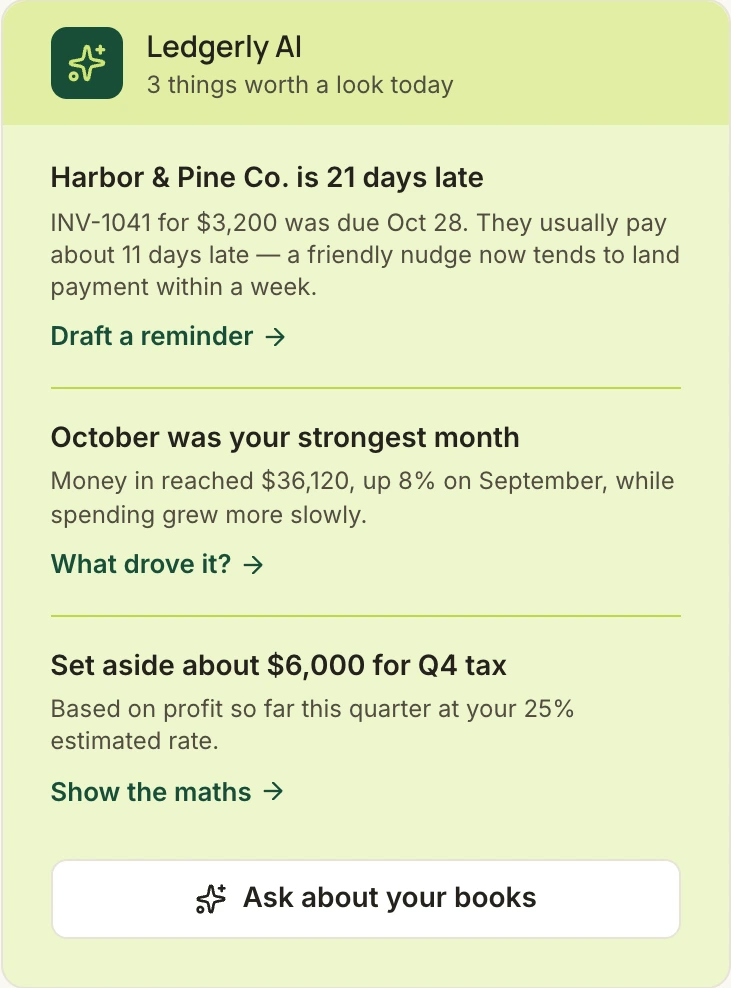 Ledgerly AI
3 things worth a look today
Harbor & Pine Co. is 21 days late
INV-1041 for $3,200 was due Oct 28. They usually pay
about 11 days late — a friendly nudge now tends to land
payment within a week.
Draft a reminder →
October was your strongest month
Money in reached $36,120, up 8% on September, while
spending grew more slowly.
What drove it? →
Set aside about $6,000 for Q4 tax
Based on profit so far this quarter at your 25%
estimated rate.
Show the maths →
Ask about your books